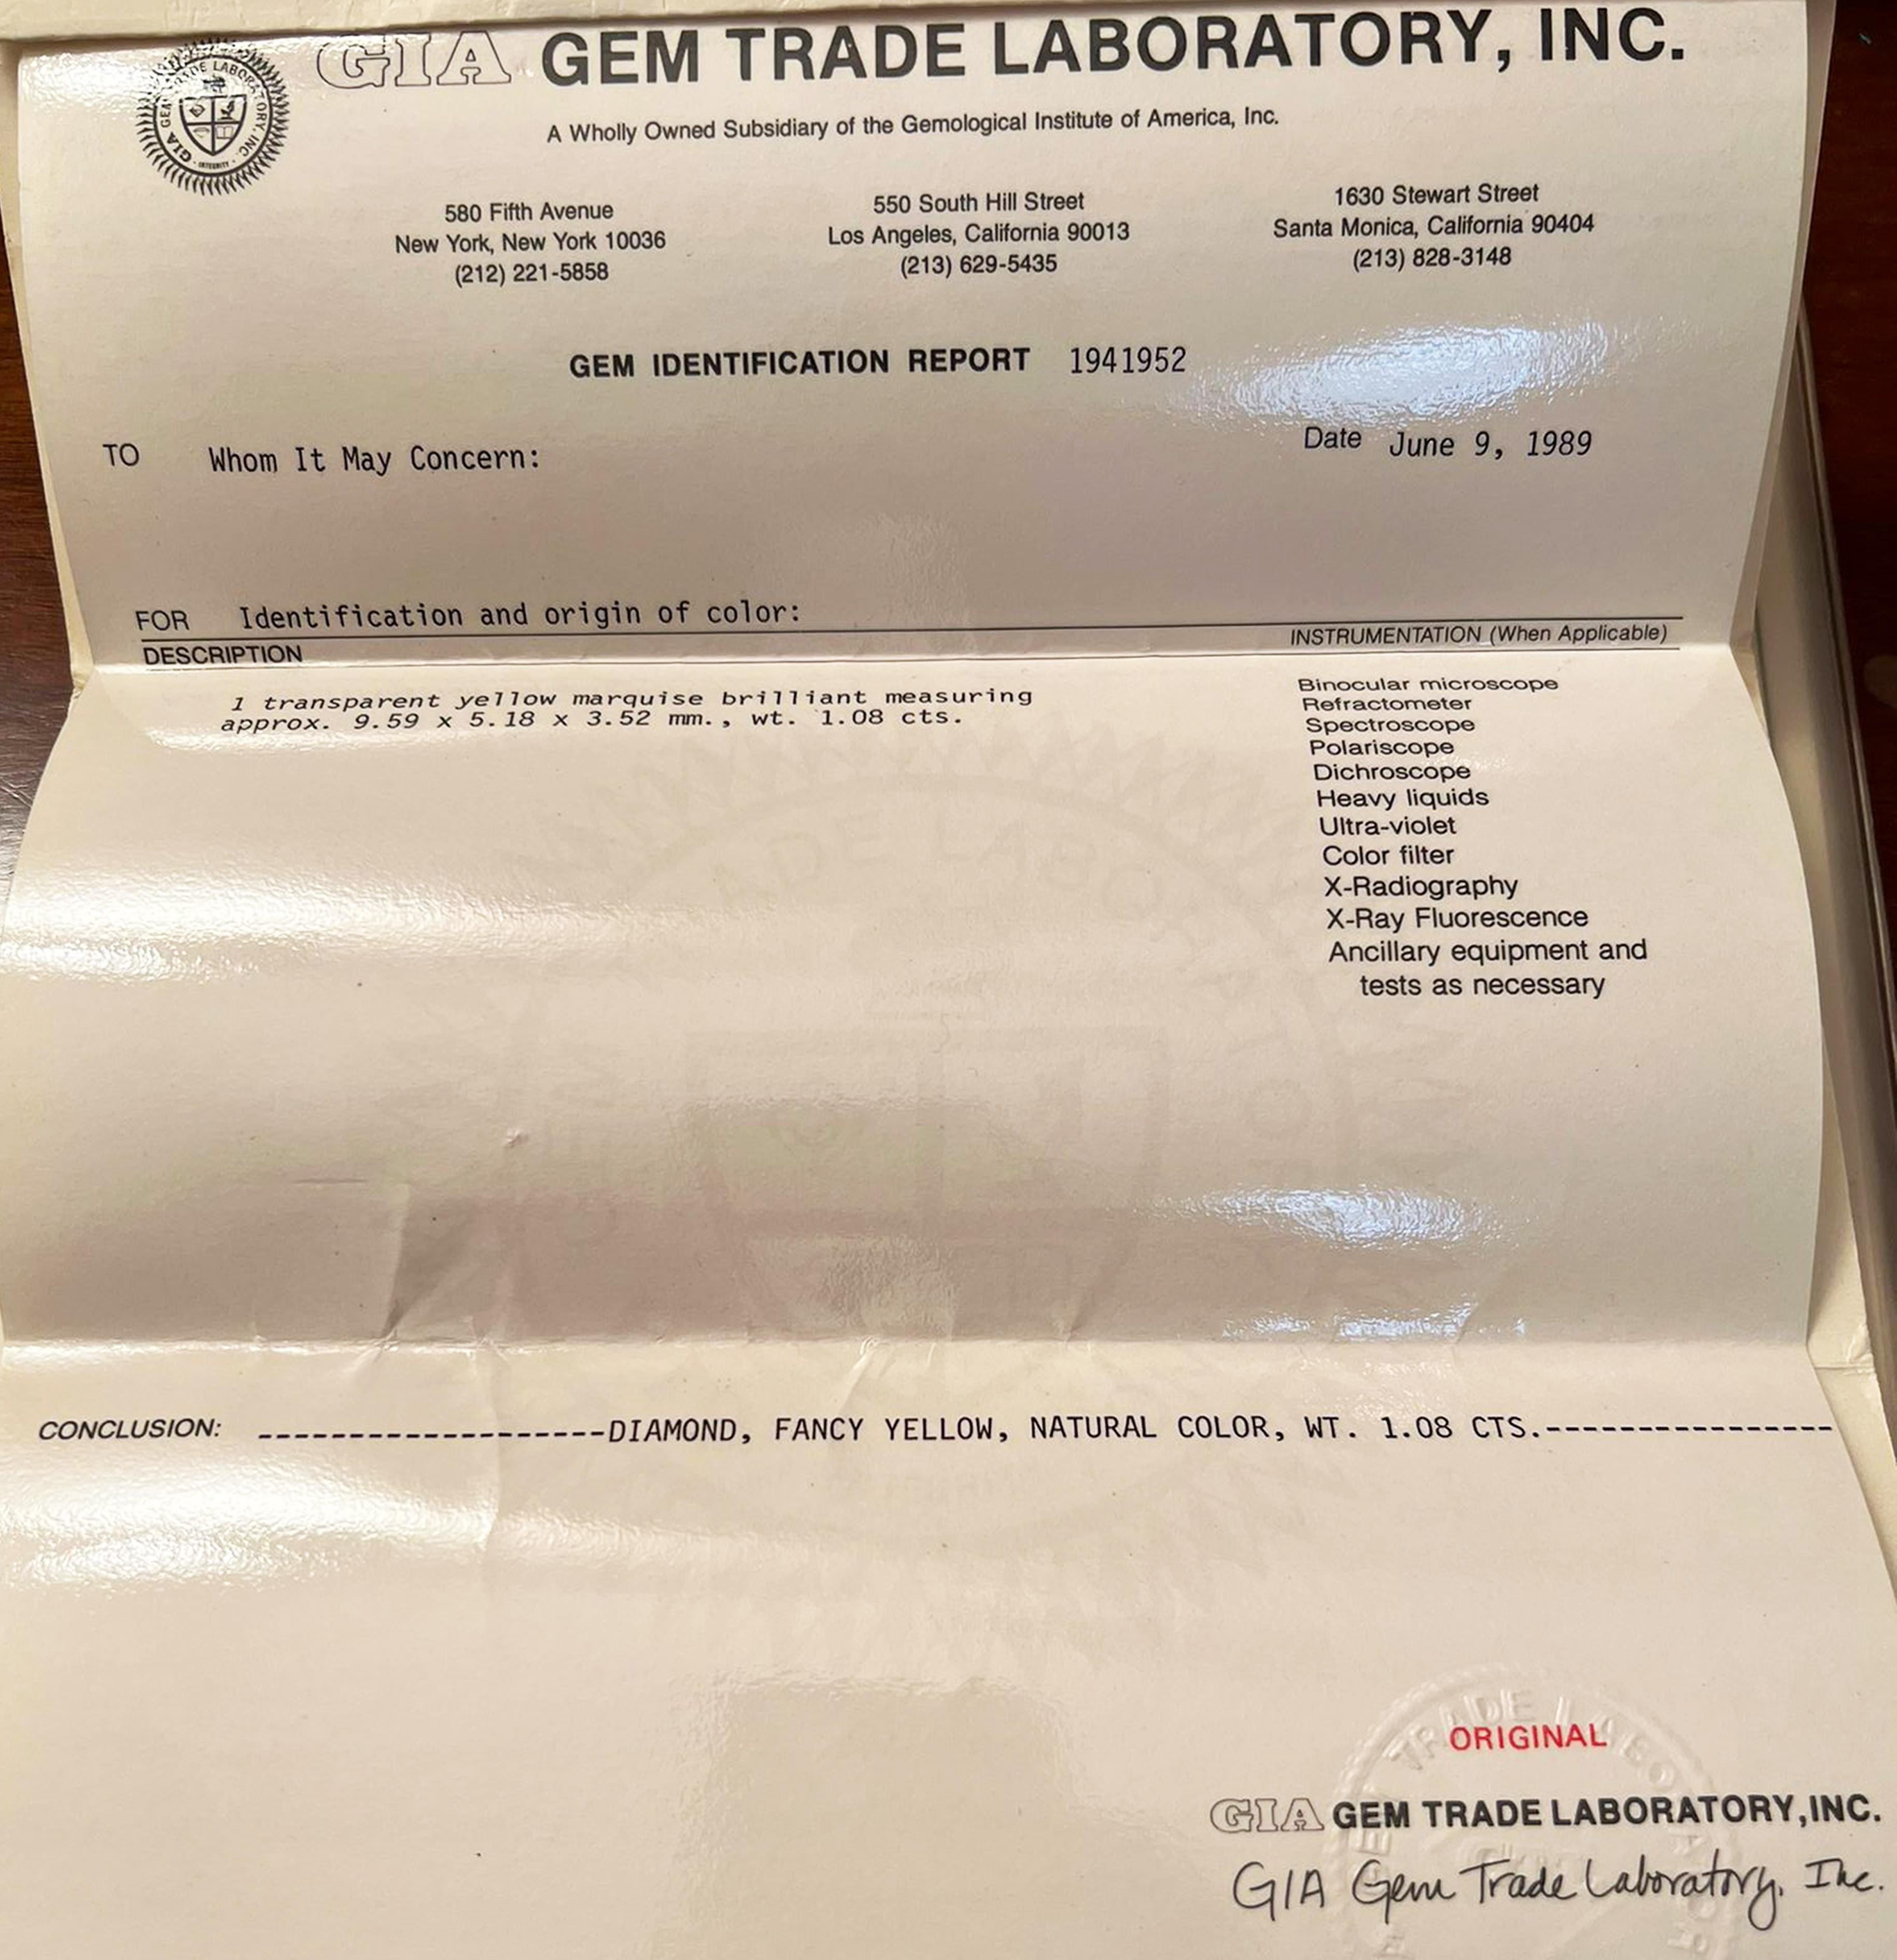 GIA GEM TRADE LABORATORY, INC.
A Wholly Owned Subsidiary of the Gemological Institute of America, Inc.
580 Fifth Avenue
New York, New York 10036
(212) 221-5858
550 South Hill Street
Los Angeles, California 90013
(213) 629-5435
1630 Stewart Street
Santa Monica, California 90404
(213) 828-3148
GEM IDENTIFICATION REPORT 1941952
TO Whom It May Concern:
Date June 9, 1989
FOR Identification and origin of color:
DESCRIPTION
1 transparent yellow marquise brilliant measuring
approx. 9.59 x 5.18 x 3.52 mm., wt. 1.08 cts.
INSTRUMENTATION (When Applicable)
Binocular microscope
Refractometer
Spectroscope
Polariscope
Dichroscope
Heavy liquids
Ultra-violet
Color filter
X-Radiography
X-Ray Fluorescence
Ancillary equipment and
tests as necessary
CONCLUSION: -------------------DIAMOND, FANCY YELLOW, NATURAL COLOR, WT. 1.08 CTS.----------------
ORIGINAL
GIA GEM TRADE LABORATORY, INC.
GIA Gem Trade Laboratory, Inc.